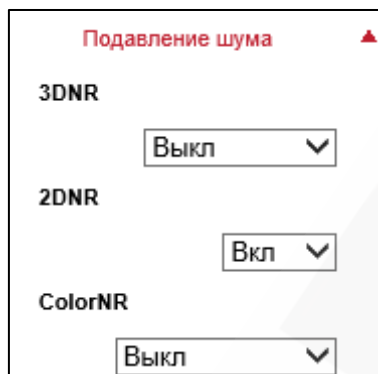 Подавление шума
3DNR
Выкл
2DNR
Вкл
ColorNR
Выкл